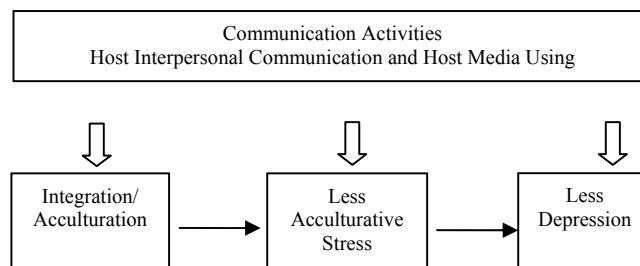 Communication Activities
Host Interpersonal Communication and Host Media Using
Integration/
Acculturation
Less
Acculturative
Stress
Less
Depression